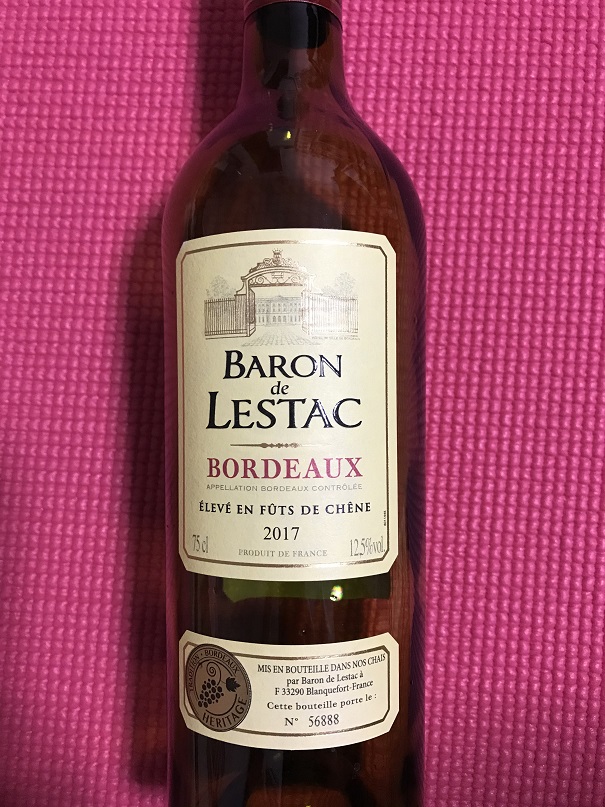 BARON
de
LESTAC
BORDEAUX
APPELLATION BORDEAUX CONTRÔLÉE
ÉLEVÉ EN FÛTS DE CHÊNE
2017
75 cl
PRODUIT DE FRANCE
12,5%vol.
TRADITION • BORDEAUX
HERITAGE
MIS EN BOUTEILLE DANS NOS CHAIS
par Baron de Lestac à
F 33290 Blanquefort-France
Cette bouteille porte le :
N° 56888